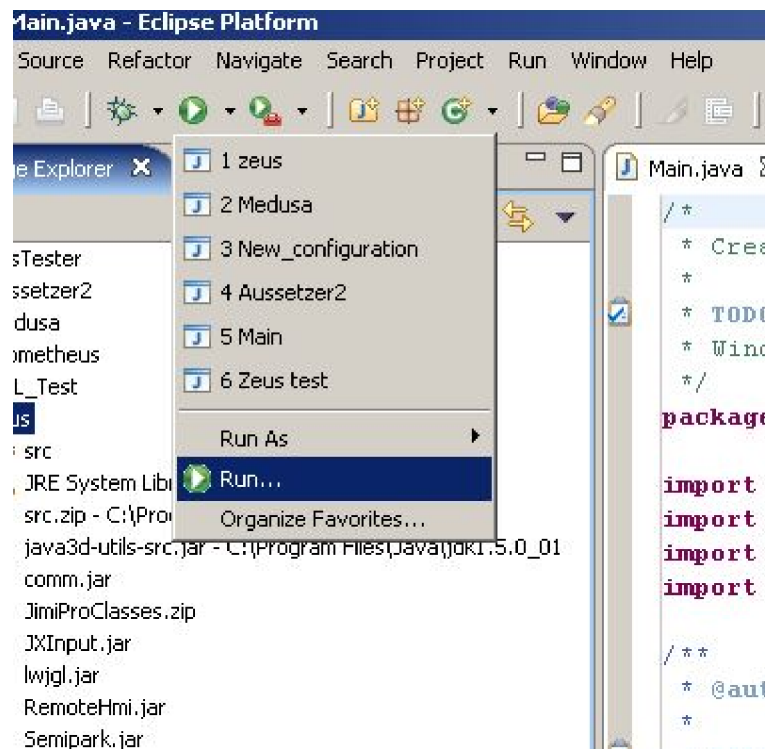 Main.java - Eclipse Platform
Source Refactor Navigate Search Project Run Window Help
ge Explorer
Main.java
1 zeus
2 Medusa
3 New_configuration
4 Aussetzer2
5 Main
6 Zeus test
Run As
Run...
Organize Favorites...
sTester
ssetzer2
dusa
ometheus
L_Test
us
src
JRE System Libr
src.zip - C:\Pro
java3d-utils-src.jar - C:\Program Files\Java\jdk1.5.0_01
comm.jar
JimiProClasses.zip
JXInput.jar
lwjgl.jar
RemoteHmi.jar
Semipark.jar
/*
* Crea
*
* TODO
* Wind
*/
package
import
import
import
import
/**
* @aut
*